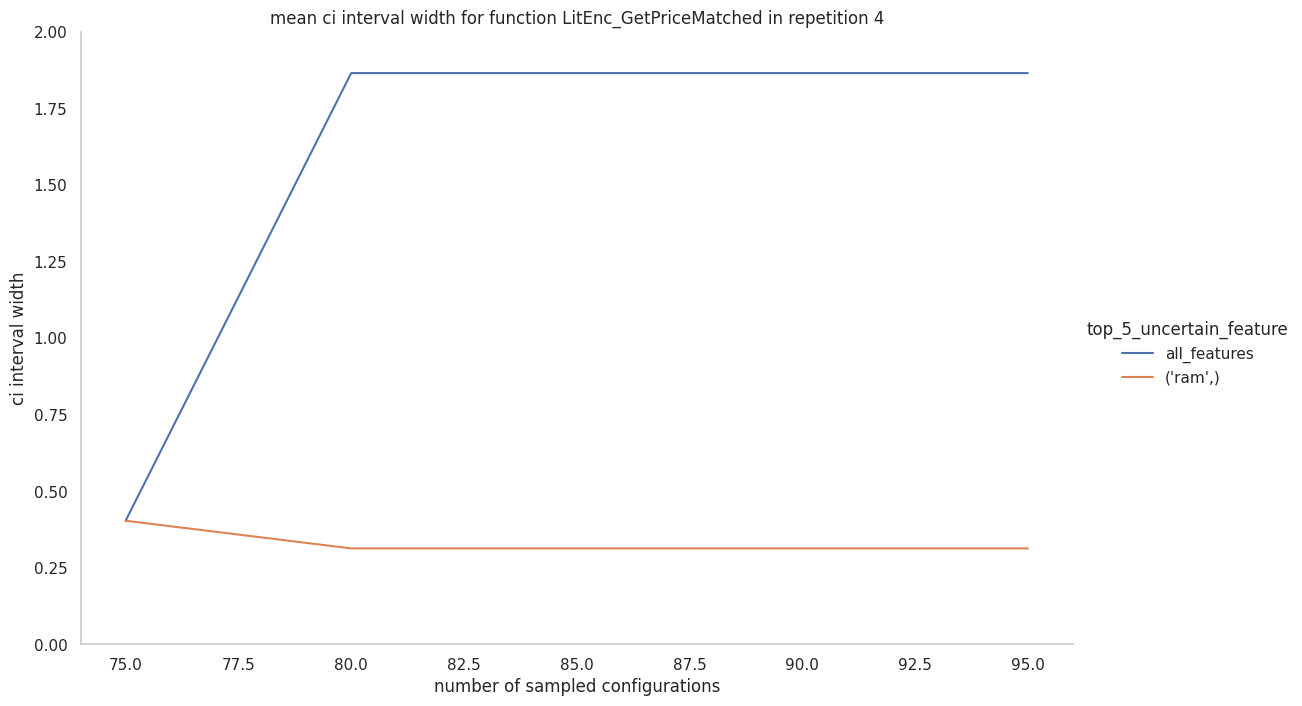 mean ci interval width for function LitEnc_GetPriceMatched in repetition 4
2.00
1.75
1.50
1.25
1.00
0.75
0.50
0.25
0.00
ci interval width
75.0 77.5 80.0 82.5 85.0 87.5 90.0 92.5 95.0
number of sampled configurations
top_5_uncertain_feature
all_features
('ram',)